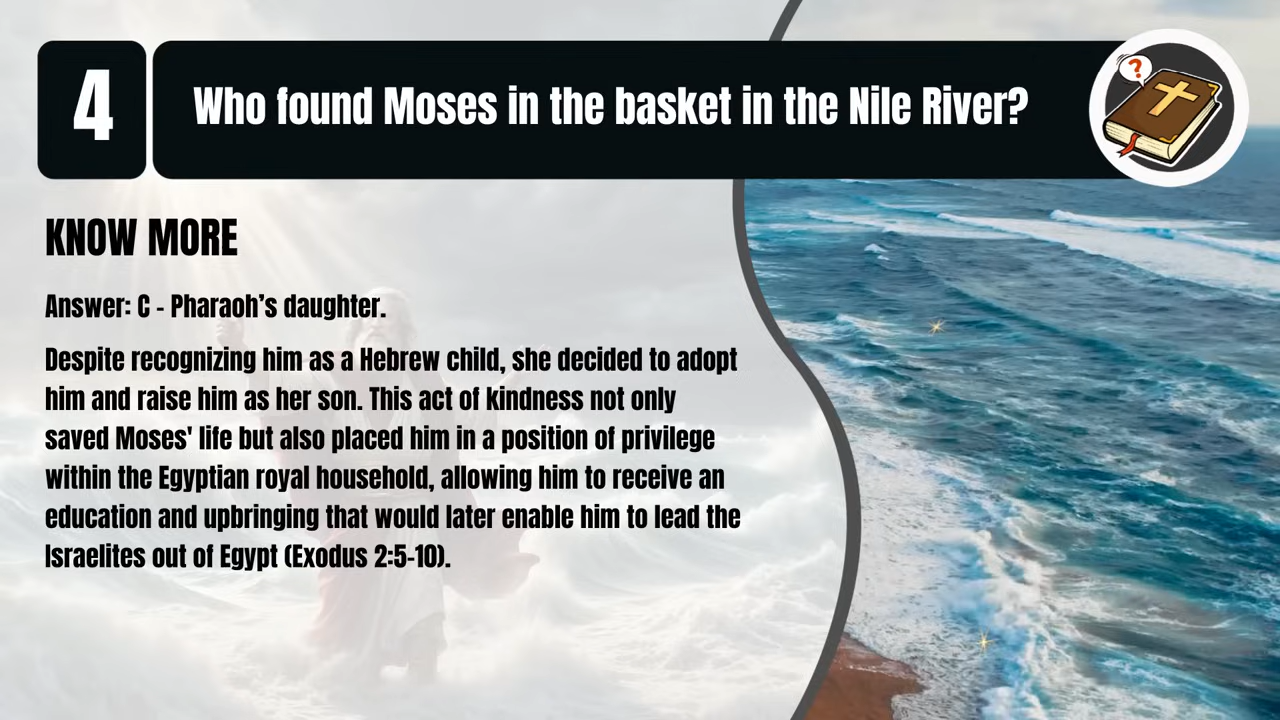 4
Who found Moses in the basket in the Nile River?
?
KNOW MORE
Answer: C - Pharaoh’s daughter.
Despite recognizing him as a Hebrew child, she decided to adopt
him and raise him as her son. This act of kindness not only
saved Moses' life but also placed him in a position of privilege
within the Egyptian royal household, allowing him to receive an
education and upbringing that would later enable him to lead the
Israelites out of Egypt (Exodus 2:5-10).